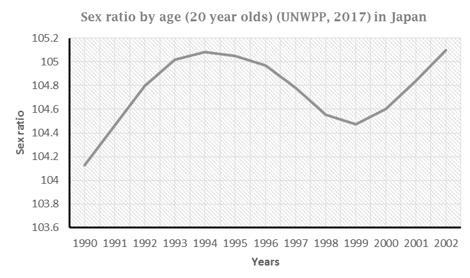 Sex ratio by age (20 year olds) (UNWPP, 2017) in Japan
105.2
105
104.8
104.6
104.4
104.2
104
103.8
103.6
Sex ratio
1990 1991 1992 1993 1994 1995 1996 1997 1998 1999 2000 2001 2002
Years